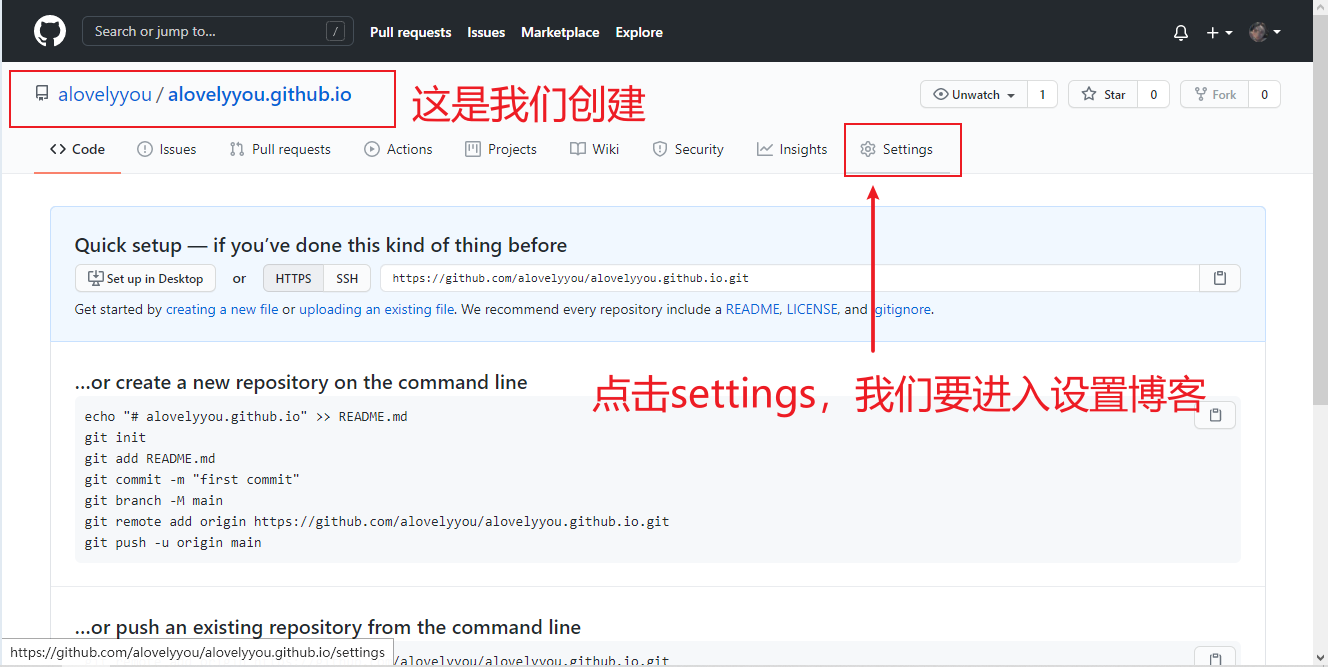 Search or jump to... /
Pull requests Issues Marketplace Explore
alovelyyou / alovelyyou.github.io
这是我们创建
Unwatch 1 Star 0 Fork 0
Code Issues Pull requests Actions Projects Wiki Security Insights Settings
Quick setup — if you've done this kind of thing before
Set up in Desktop or HTTPS SSH https://github.com/alovelyyou/alovelyyou.github.io.git
Get started by creating a new file or uploading an existing file. We recommend every repository include a README, LICENSE, and .gitignore.
点击settings，我们要进入设置博客
...or create a new repository on the command line
echo "# alovelyyou.github.io" >> README.md
git init
git add README.md
git commit -m "first commit"
git branch -M main
git remote add origin https://github.com/alovelyyou/alovelyyou.github.io.git
git push -u origin main
...or push an existing repository from the command line
https://github.com/alovelyyou/alovelyyou.github.io/settings
/alovelyyou.github.io.git